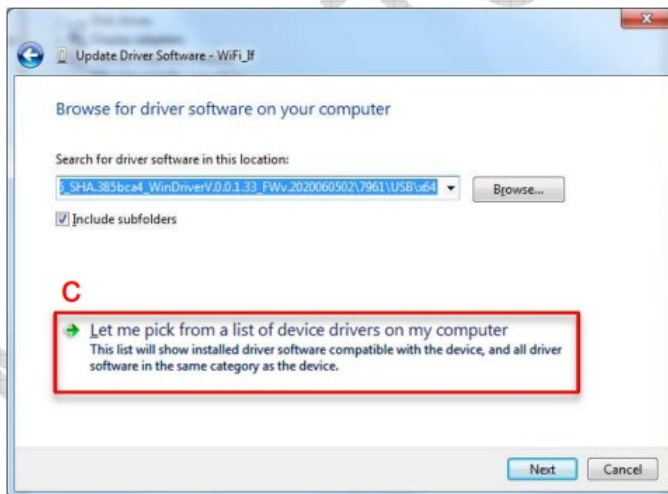 Update Driver Software - WiFi_If
Browse for driver software on your computer
Search for driver software in this location:
_SHA.385bca4_WinDriverV.0.0.1.33_FWv.2020060502\7961\USB\x64
Browse...
Include subfolders
C
Let me pick from a list of device drivers on my computer
This list will show installed driver software compatible with the device, and all driver
software in the same category as the device.
Next
Cancel